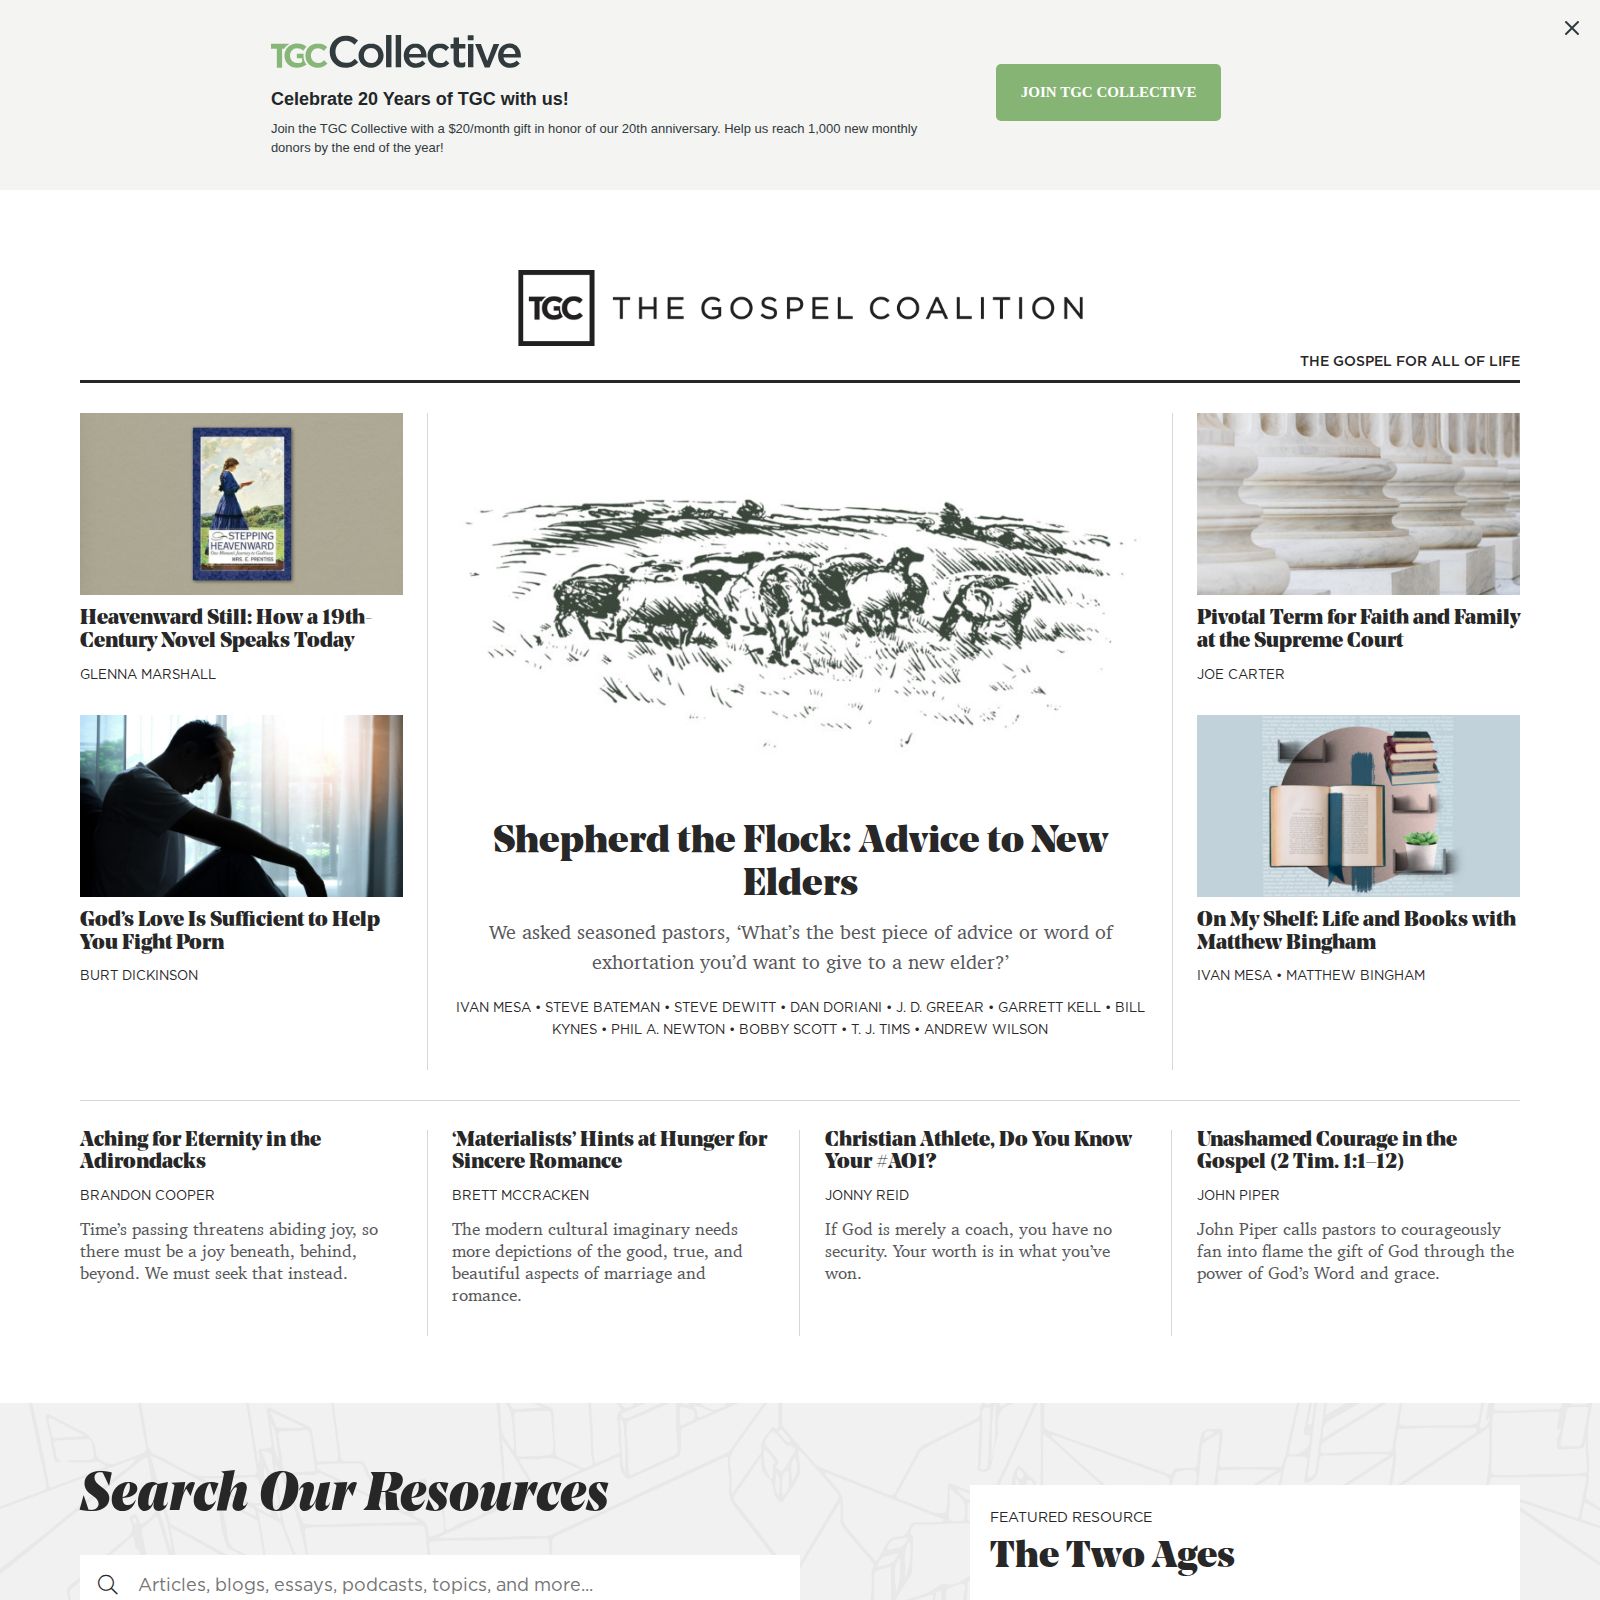 TGC Collective
Celebrate 20 Years of TGC with us!
Join the TGC Collective with a $20/month gift in honor of our 20th anniversary. Help us reach 1,000 new monthly
donors by the end of the year!
JOIN TGC COLLECTIVE
TGC THE GOSPEL COALITION
THE GOSPEL FOR ALL OF LIFE
STEPPING
HEAVENWARD
MRS. E. PRENTISS
Heavenward Still: How a 19th-
Century Novel Speaks Today
GLENNA MARSHALL
God’s Love Is Sufficient to Help
You Fight Porn
BURT DICKINSON
Shepherd the Flock: Advice to New
Elders
We asked seasoned pastors, ‘What’s the best piece of advice or word of
exhortation you’d want to give to a new elder?’
IVAN MESA • STEVE BATEMAN • STEVE DEWITT • DAN DORIANI • J. D. GREEAR • GARRETT KELL • BILL
KYNES • PHIL A. NEWTON • BOBBY SCOTT • T. J. TIMS • ANDREW WILSON
Pivotal Term for Faith and Family
at the Supreme Court
JOE CARTER
On My Shelf: Life and Books with
Matthew Bingham
IVAN MESA • MATTHEW BINGHAM
Aching for Eternity in the
Adirondacks
BRANDON COOPER
Time’s passing threatens abiding joy, so
there must be a joy beneath, behind,
beyond. We must seek that instead.
‘Materialists’ Hints at Hunger for
Sincere Romance
BRETT MCCRACKEN
The modern cultural imaginary needs
more depictions of the good, true, and
beautiful aspects of marriage and
romance.
Christian Athlete, Do You Know
Your #AO1?
JONNY REID
If God is merely a coach, you have no
security. Your worth is in what you’ve
won.
Unashamed Courage in the
Gospel (2 Tim. 1:1–12)
JOHN PIPER
John Piper calls pastors to courageously
fan into flame the gift of God through the
power of God’s Word and grace.
Search Our Resources
Articles, blogs, essays, podcasts, topics, and more...
FEATURED RESOURCE
The Two Ages